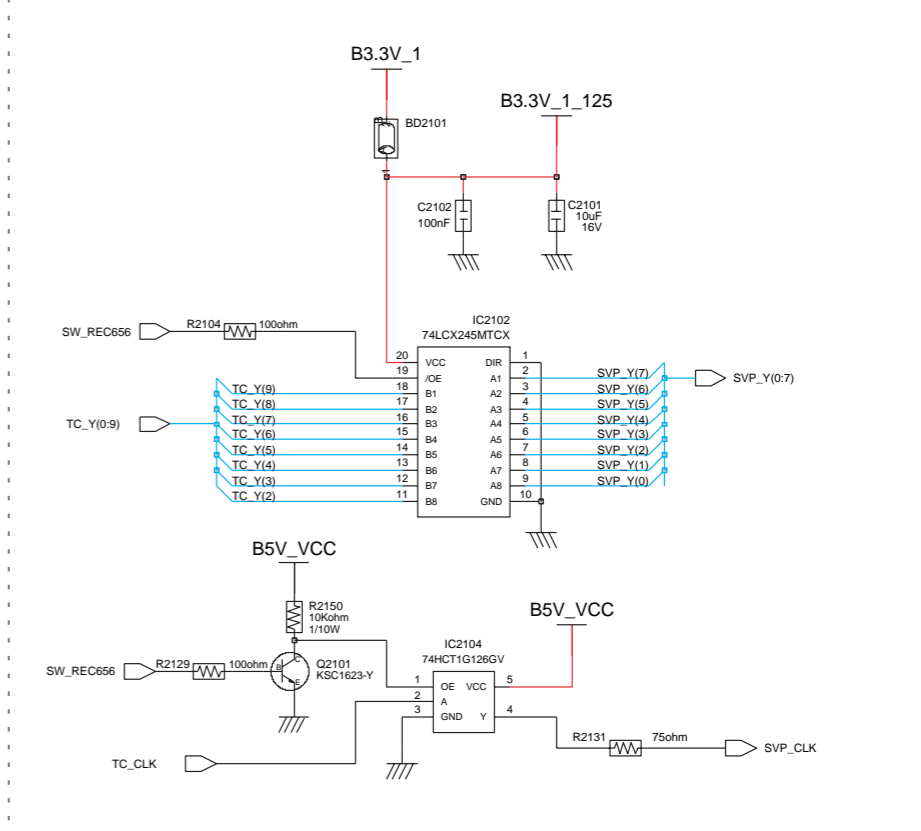 B3.3V_1
B3.3V_1_125
BD2101
C2102
100nF
C2101
10uF
16V
SW_REC656
R2104
100ohm
IC2102
74LCX245MTCX
20 VCC DIR 1
19 /OE A1 2
18 B1 A2 3
17 B2 A3 4
16 B3 A4 5
15 B4 A5 6
14 B5 A6 7
13 B6 A7 8
12 B7 A8 9
11 B8 GND 10
TC_Y(0:9)
TC_Y(9)
TC_Y(8)
TC_Y(7)
TC_Y(6)
TC_Y(5)
TC_Y(4)
TC_Y(3)
TC_Y(2)
SVP_Y(7)
SVP_Y(6)
SVP_Y(5)
SVP_Y(4)
SVP_Y(3)
SVP_Y(2)
SVP_Y(1)
SVP_Y(0)
SVP_Y(0:7)
B5V_VCC
R2150
10Kohm
1/10W
SW_REC656
R2129
100ohm
B
C
E
Q2101
KSC1623-Y
B5V_VCC
IC2104
74HCT1G126GV
1 OE VCC 5
2 A
3 GND Y 4
R2131
75ohm
SVP_CLK
TC_CLK